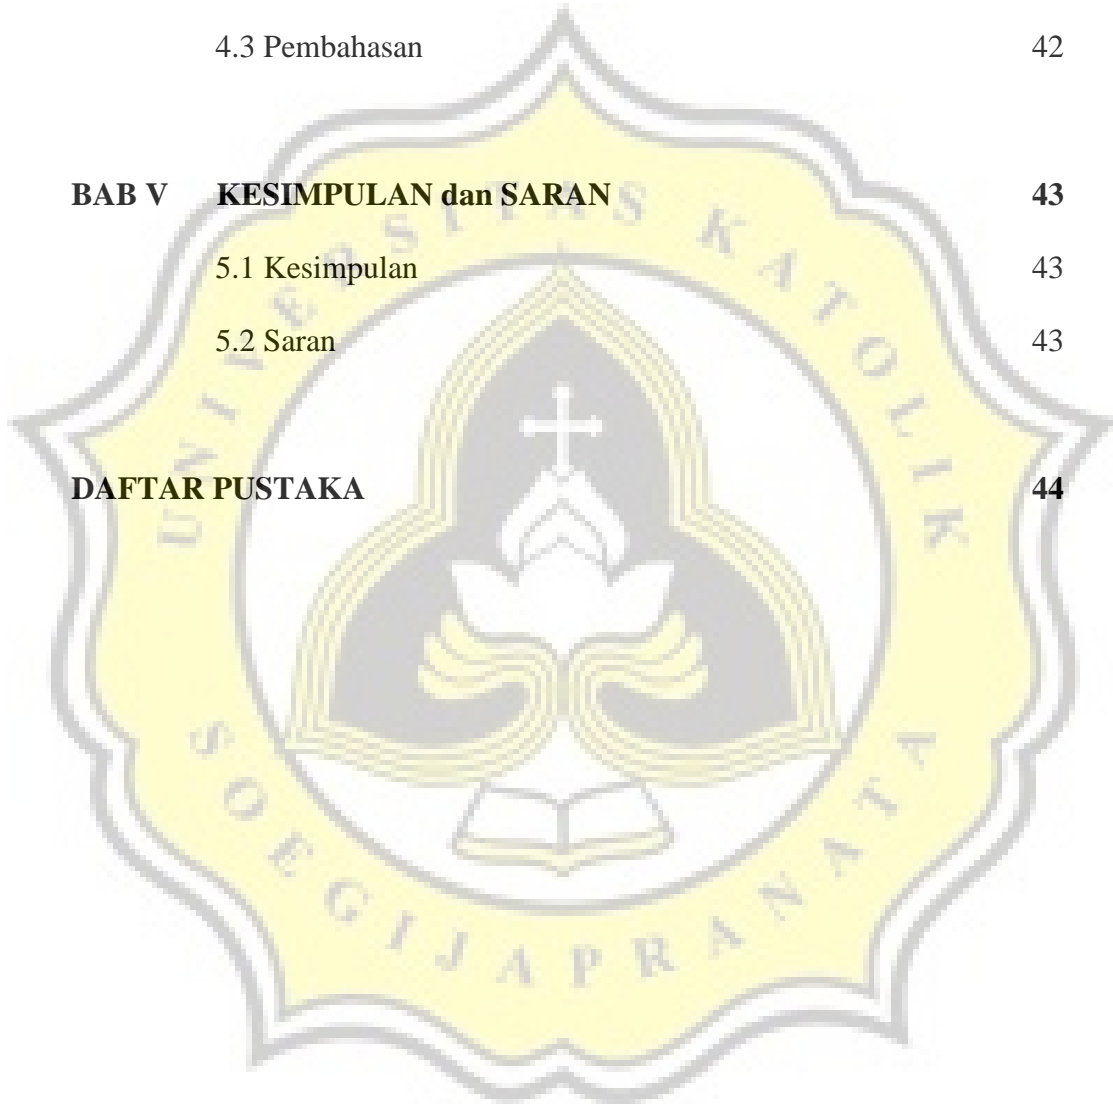 4.3 Pembahasan 42
BAB V KESIMPULAN dan SARAN 43
5.1 Kesimpulan 43
5.2 Saran 43
DAFTAR PUSTAKA 44
UNIVERSITAS KATOLIK
SOEGIJAPRANATA